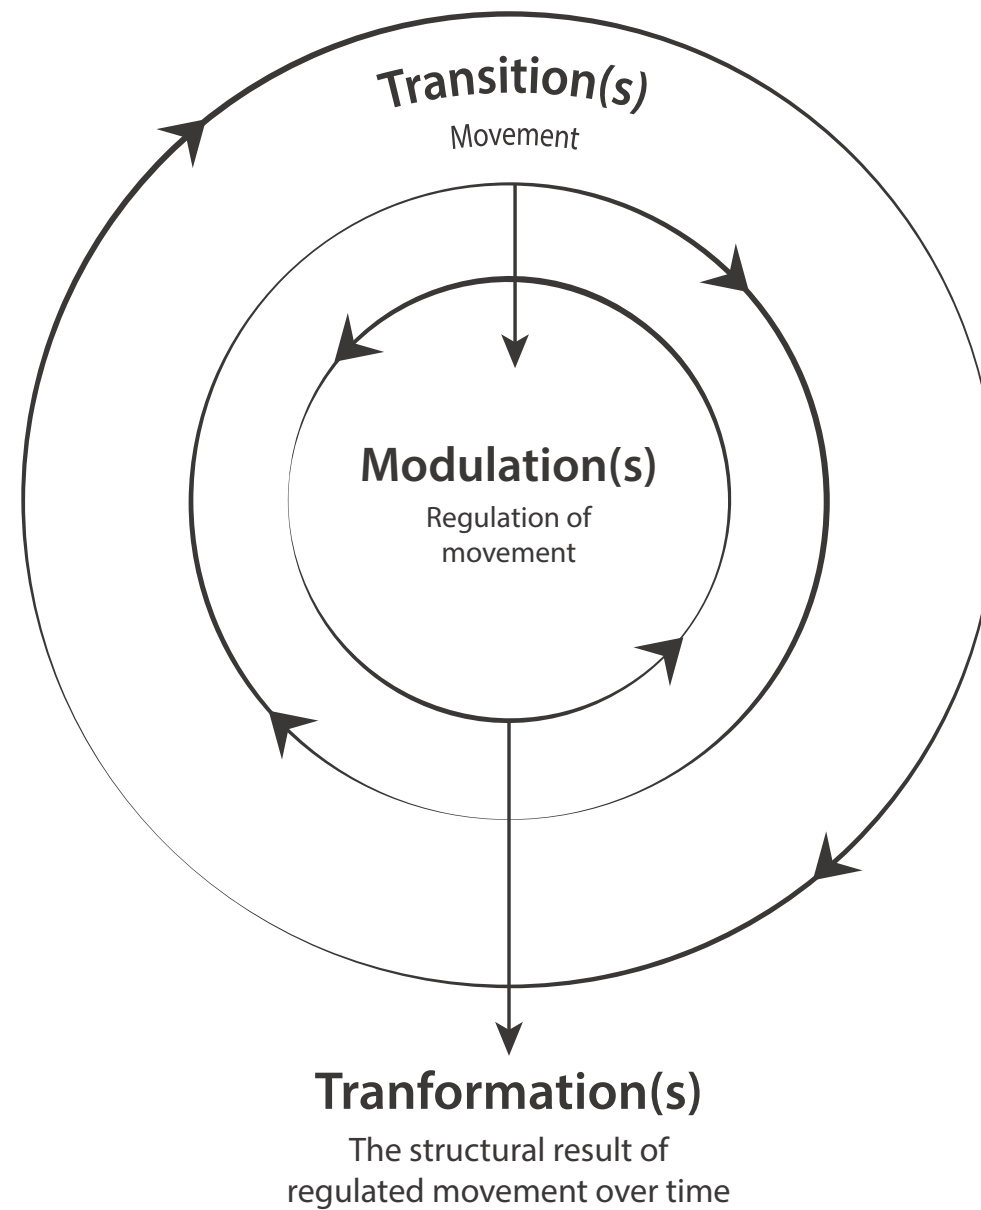 Transition(s)
Movement
Modulation(s)
Regulation of
movement
Tranformation(s)
The structural result of
regulated movement over time